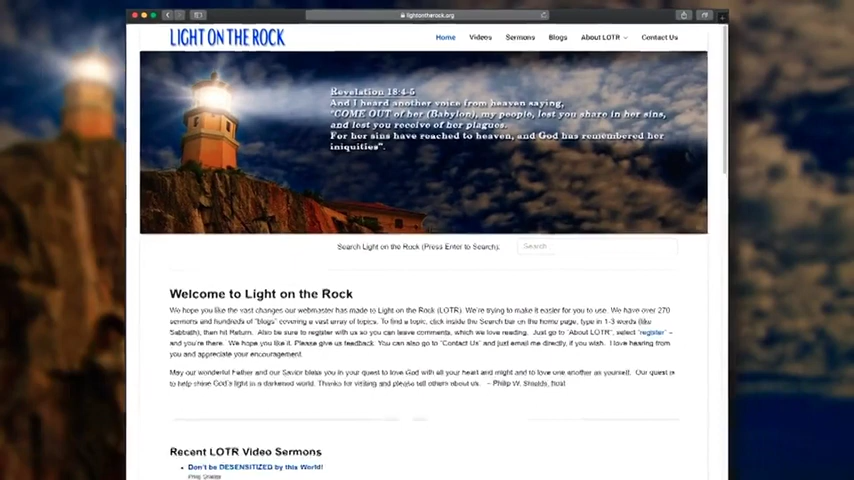 lightontherock.org
LIGHT ON THE ROCK
Home Videos Sermons Blogs About LOTR Contact Us
Revelation 18:4-5
And I heard another voice from heaven saying,
"COME OUT of her (Babylon), my people, lest you share in her sins,
and lest you receive of her plagues.
For her sins have reached to heaven, and God has remembered her
iniquities".
Search Light on the Rock (Press Enter to Search):
Search
Welcome to Light on the Rock
We hope you like the vast changes our webmaster has made to Light on the Rock (LOTR). We're trying to make it easier for you to use. We have over 270
sermons and hundreds of "blogs" covering a vast array of topics. To find a topic, click inside the Search bar on the home page, type in 1-3 words (like
Sabbath), then hit Return. Also be sure to register with us so you can leave comments, which we love reading. Just go to "About LOTR", select "register" –
and you're there. We hope you like it. Please give us feedback. You can also go to "Contact Us" and just email me directly, if you wish. I love hearing from
you and appreciate your encouragement.
May our wonderful Father and our Savior bless you in your quest to love God with all your heart and might and to love one another as yourself. Our quest is
to help shine God's light in a darkened world. Thanks for visiting and please tell others about us. – Philip W. Shields, host
Recent LOTR Video Sermons
Don't be DESENSITIZED by this World!